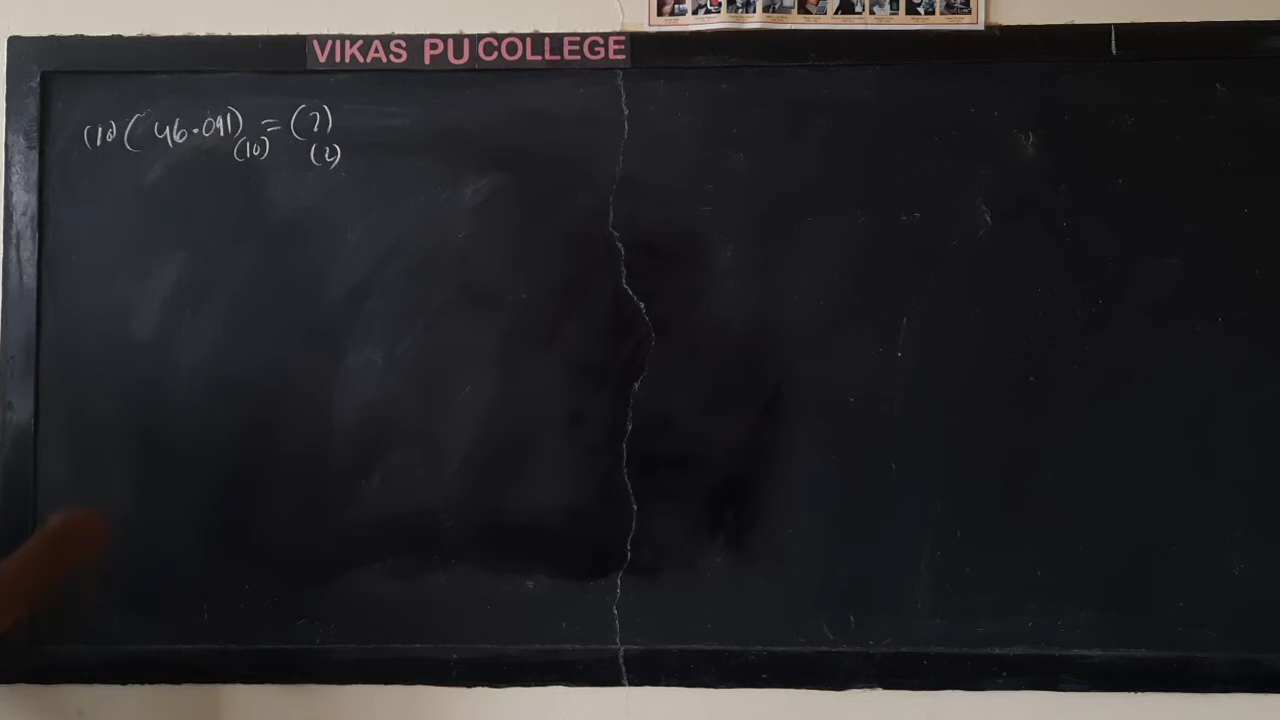 VIKAS PU COLLEGE
(10) ( 46.091)(10) = (?)(2)